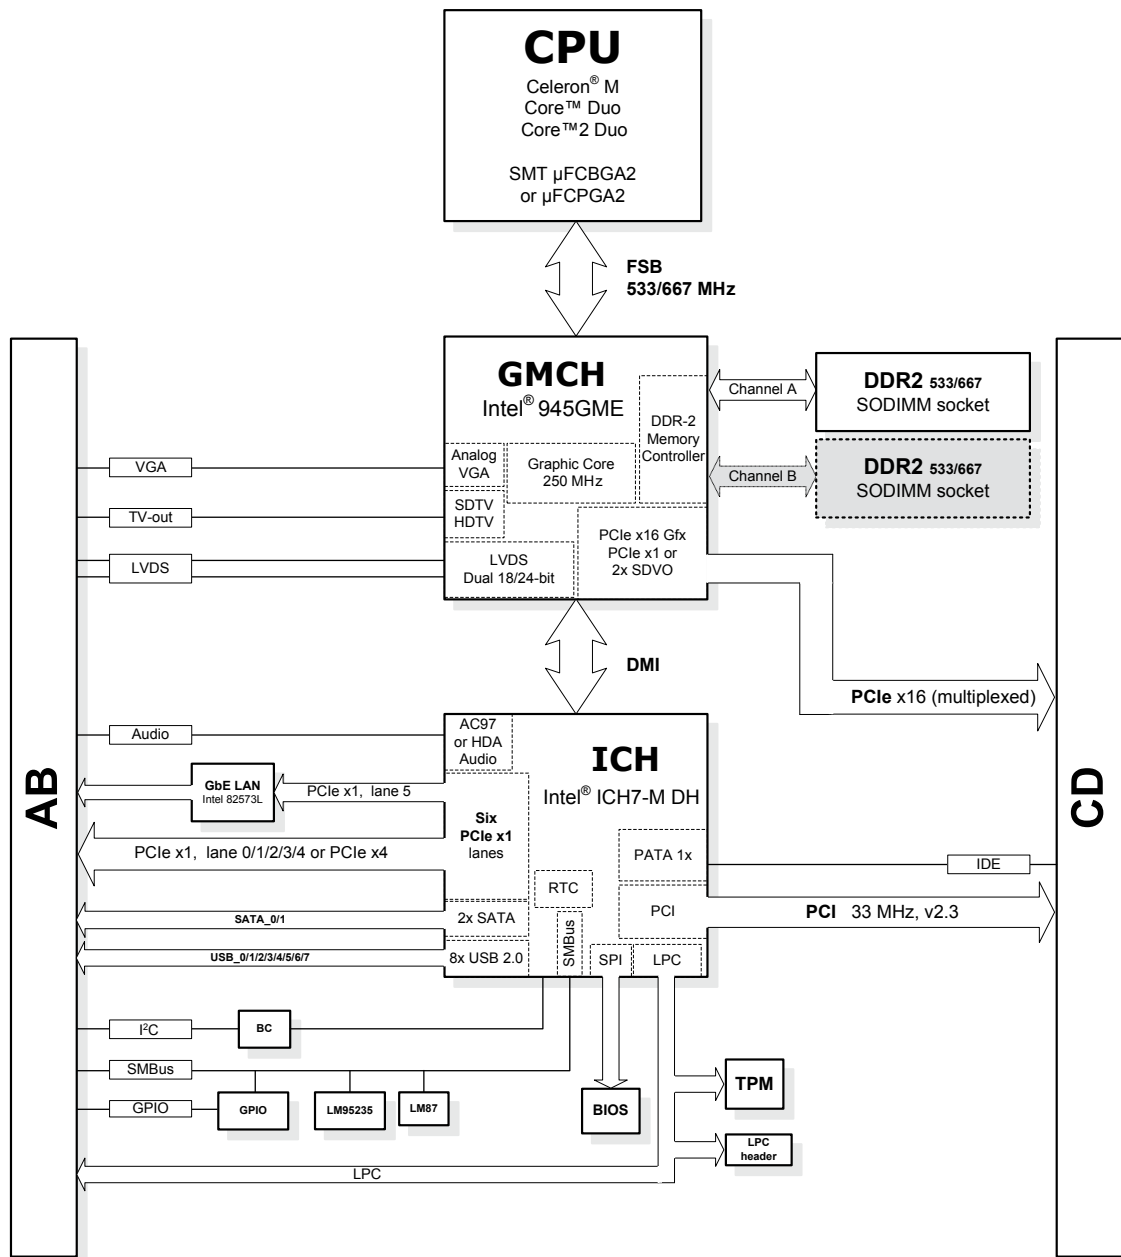 CPU
Celeron® M
Core™ Duo
Core™2 Duo
SMT µFCBGA2
or µFCPGA2
FSB
533/667 MHz
GMCH
Intel® 945GME
DDR-2
Memory
Controller
Analog
VGA
Graphic Core
250 MHz
SDTV
HDTV
PCIe x16 Gfx
PCIe x1 or
2x SDVO
LVDS
Dual 18/24-bit
Channel A
DDR2 533/667
SODIMM socket
Channel B
DDR2 533/667
SODIMM socket
VGA
TV-out
LVDS
DMI
PCIe x16 (multiplexed)
AB
CD
Audio
AC97
or HDA
Audio
ICH
Intel® ICH7-M DH
GbE LAN
Intel 82573L
PCIe x1, lane 5
Six
PCIe x1
lanes
PCIe x1, lane 0/1/2/3/4 or PCIe x4
PATA 1x
IDE
RTC
PCI
PCI 33 MHz, v2.3
SATA_0/1
2x SATA
SMBus
USB_0/1/2/3/4/5/6/7
8x USB 2.0
SPI
LPC
I²C
BC
SMBus
GPIO
GPIO
LM95235
LM87
BIOS
TPM
LPC
header
LPC